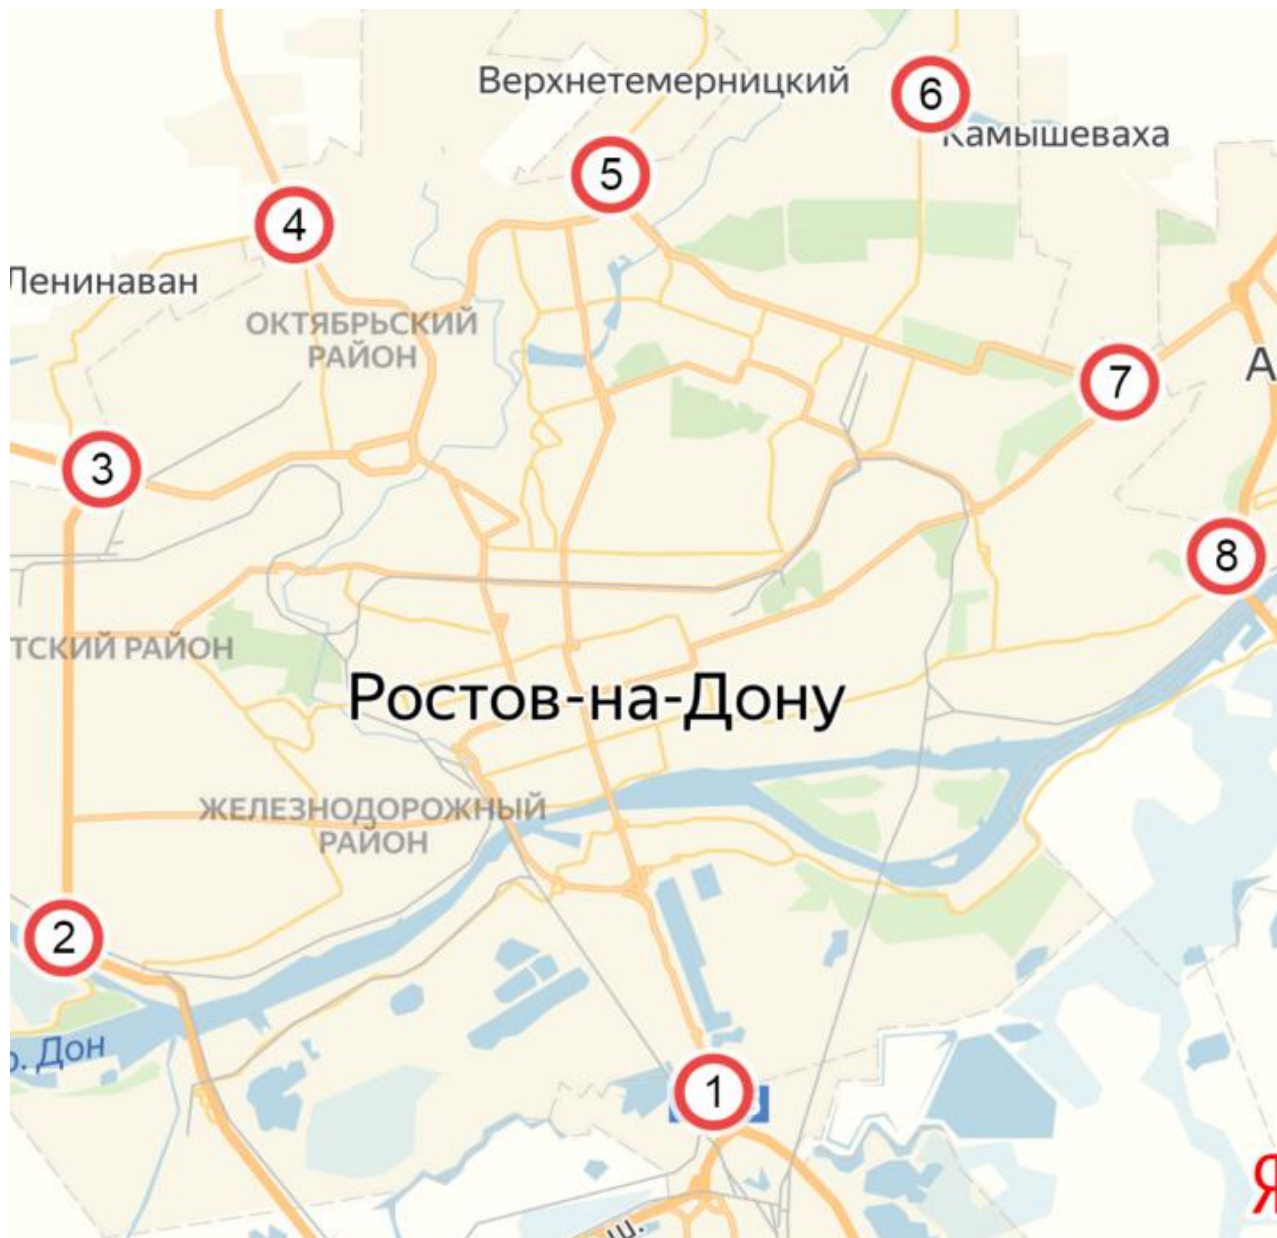 Верхнетемерницкий
6
Камышеваха
5
4
Ленинаван
ОКТЯБРЬСКИЙ
РАЙОН
7
А
3
8
ТСКИЙ РАЙОН
Ростов-на-Дону
ЖЕЛЕЗНОДОРОЖНЫЙ
РАЙОН
2
р. Дон
1
Я
ш.